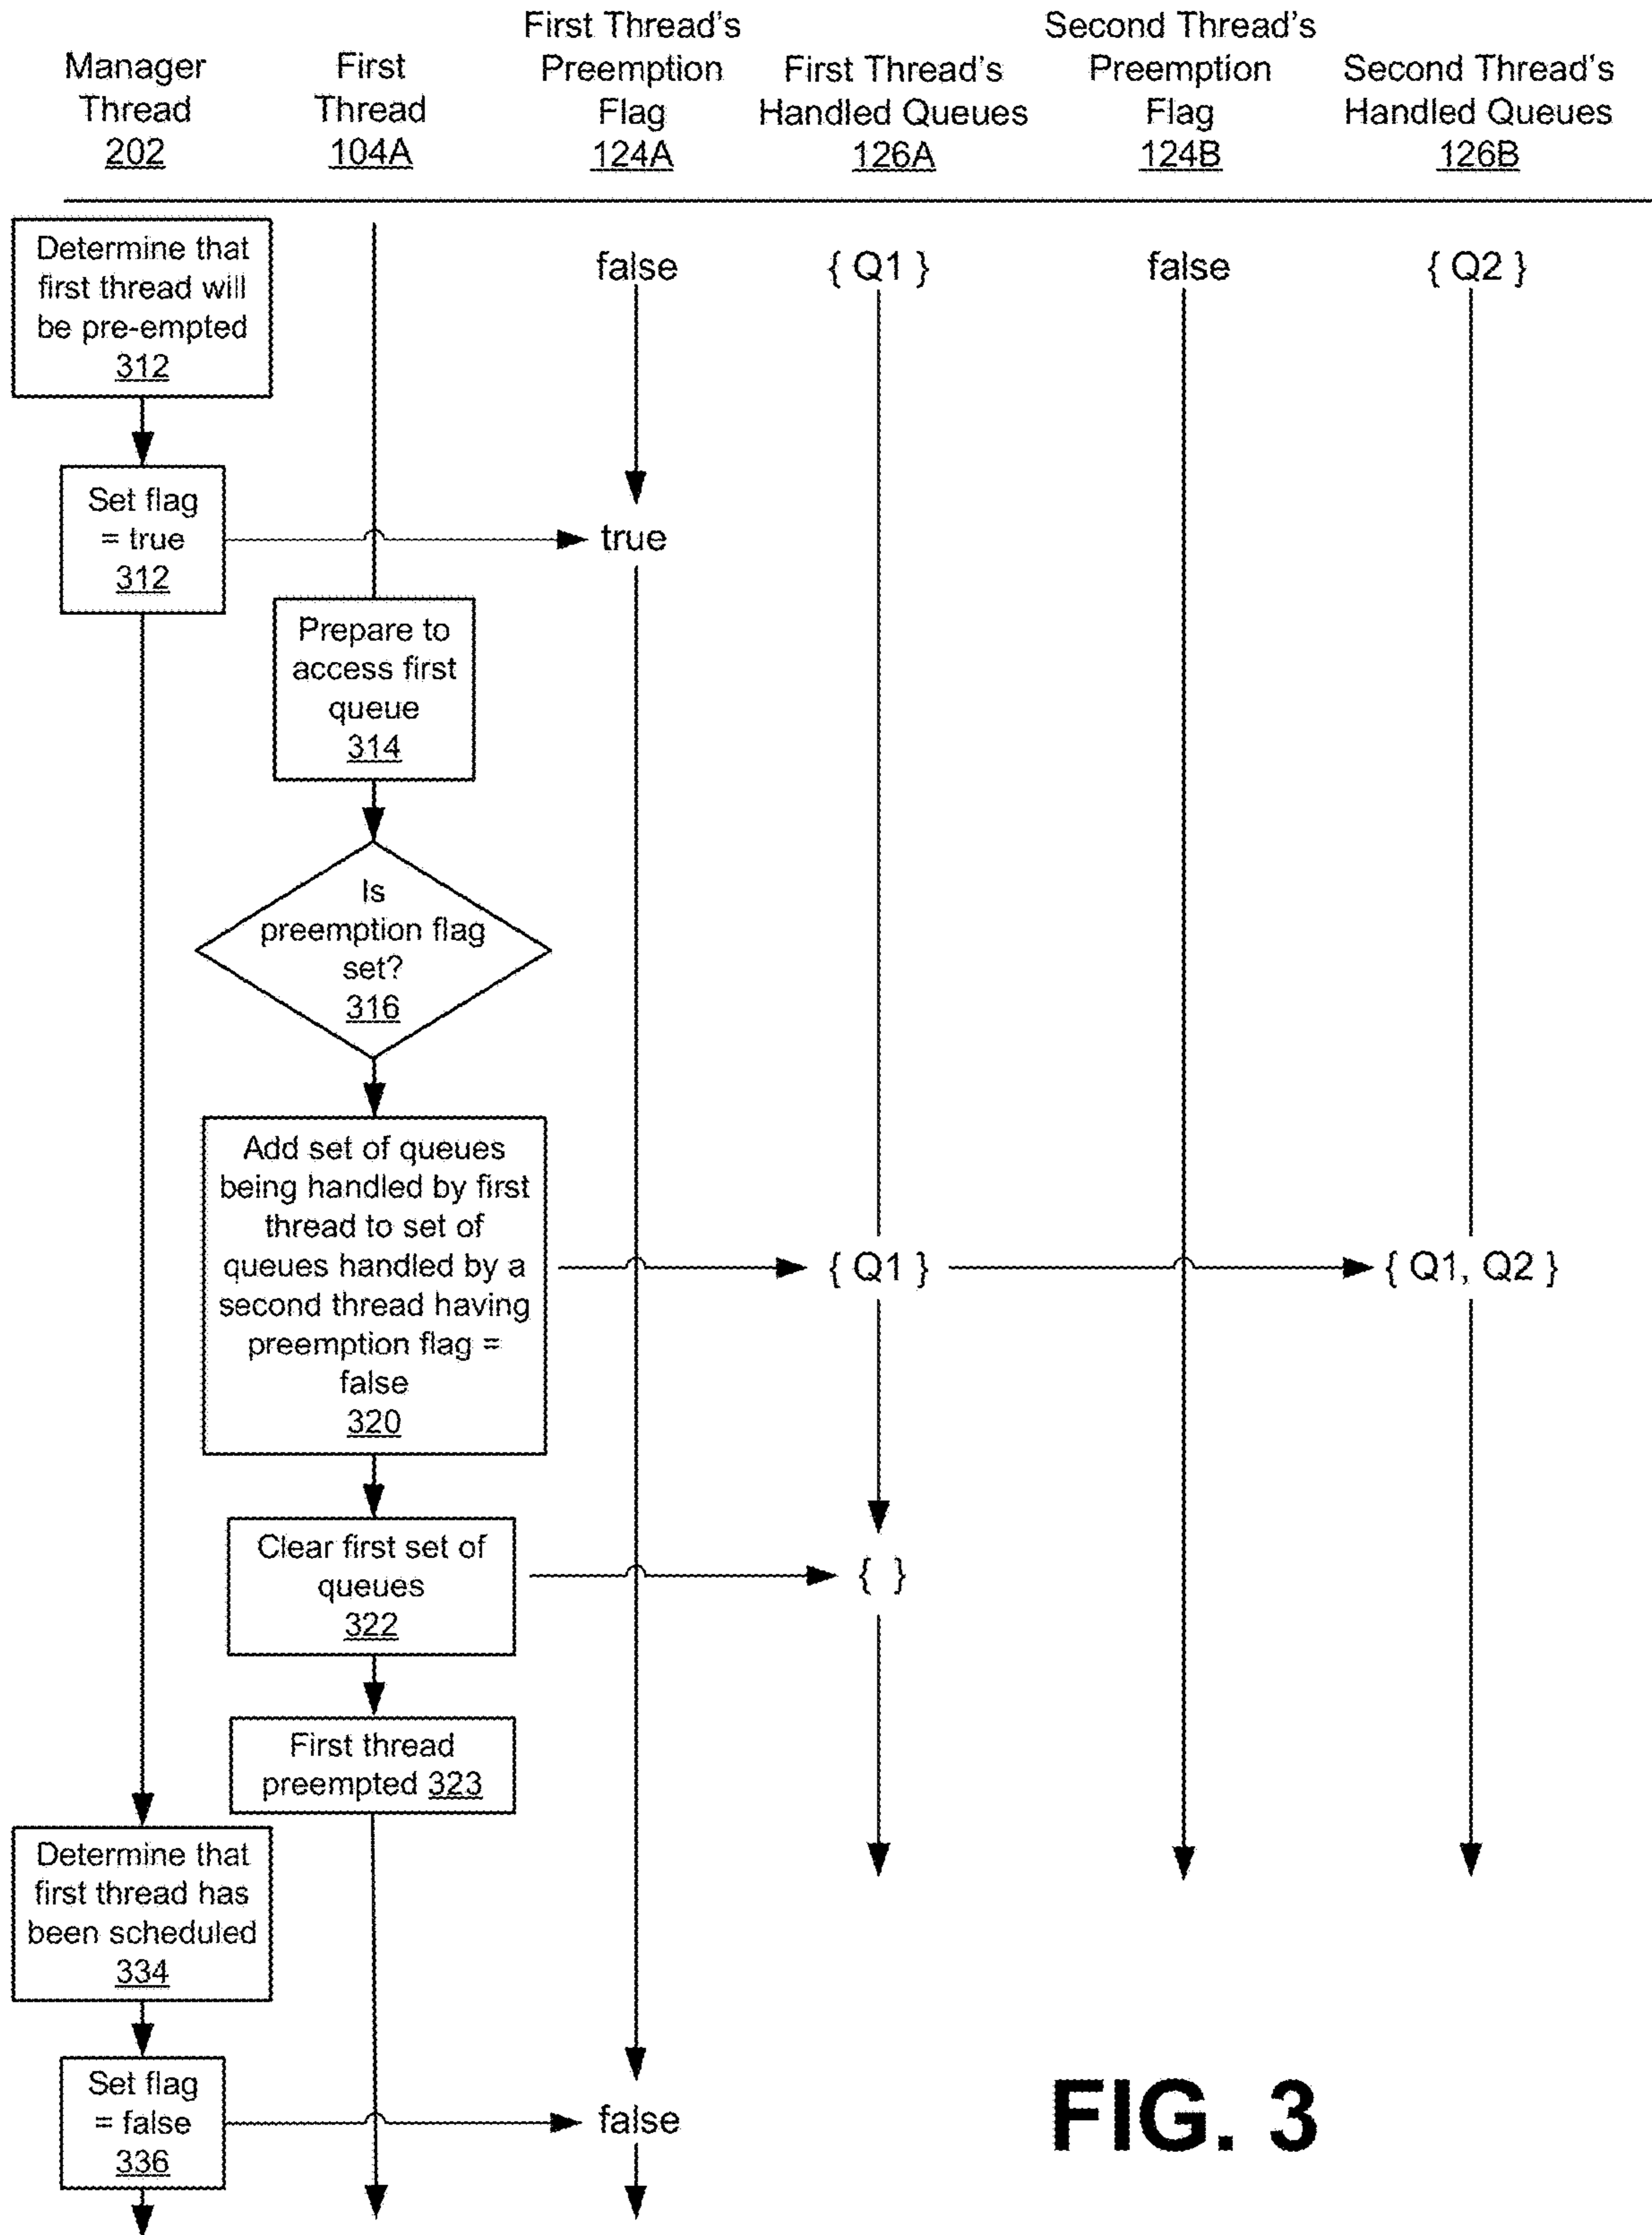 Manager
Thread
202
First
Thread
104A
First Thread's
Preemption
Flag
124A
First Thread's
Handled Queues
126A
Second Thread's
Preemption
Flag
124B
Second Thread's
Handled Queues
126B
Determine that
first thread will
be pre-empted
312
false
{ Q1 }
false
{ Q2 }
Set flag
= true
312
true
Prepare to
access first
queue
314
Is
preemption flag
set?
316
Add set of queues
being handled by first
thread to set of
queues handled by a
second thread having
preemption flag =
false
320
{ Q1 }
{ Q1, Q2 }
Clear first set of
queues
322
{ }
First thread
preempted 323
Determine that
first thread has
been scheduled
334
Set flag
= false
336
false
FIG. 3